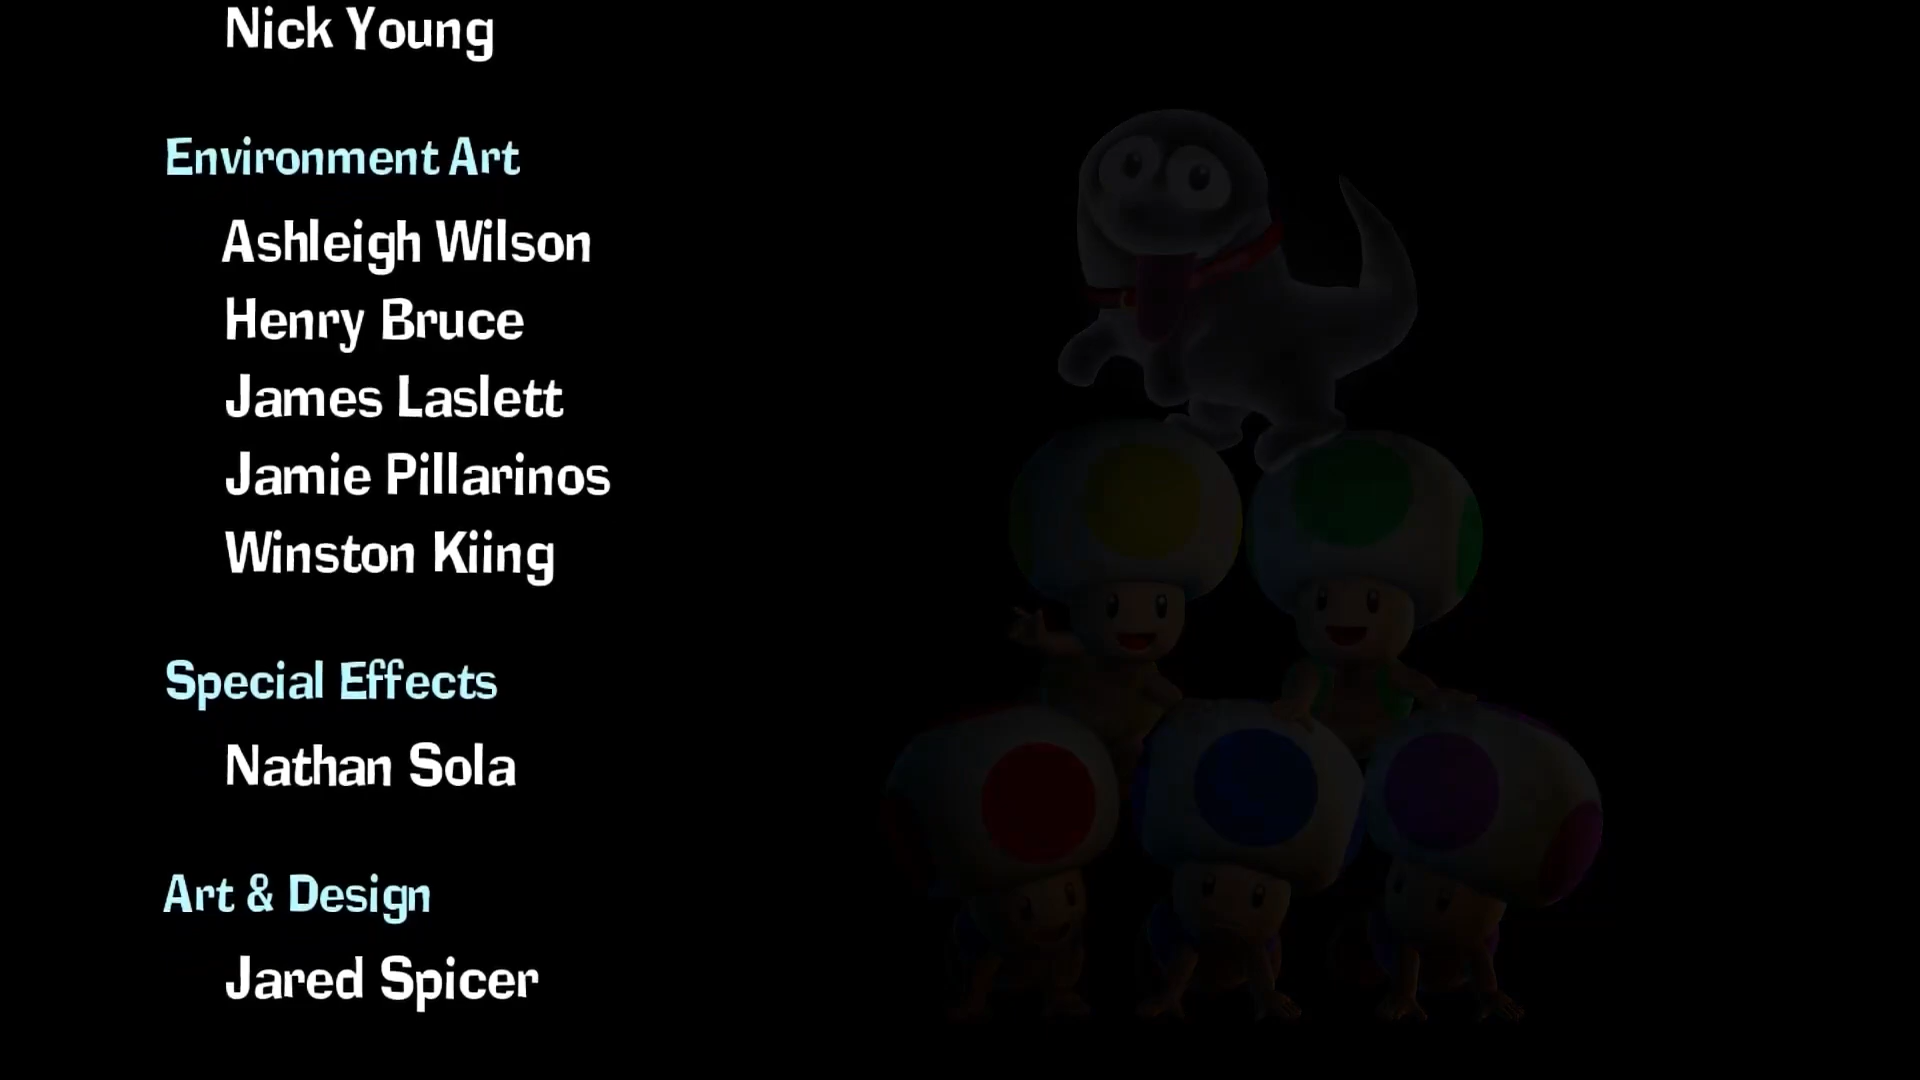 Nick Young
Environment Art
Ashleigh Wilson
Henry Bruce
James Laslett
Jamie Pillarinos
Winston Kiing
Special Effects
Nathan Sola
Art & Design
Jared Spicer